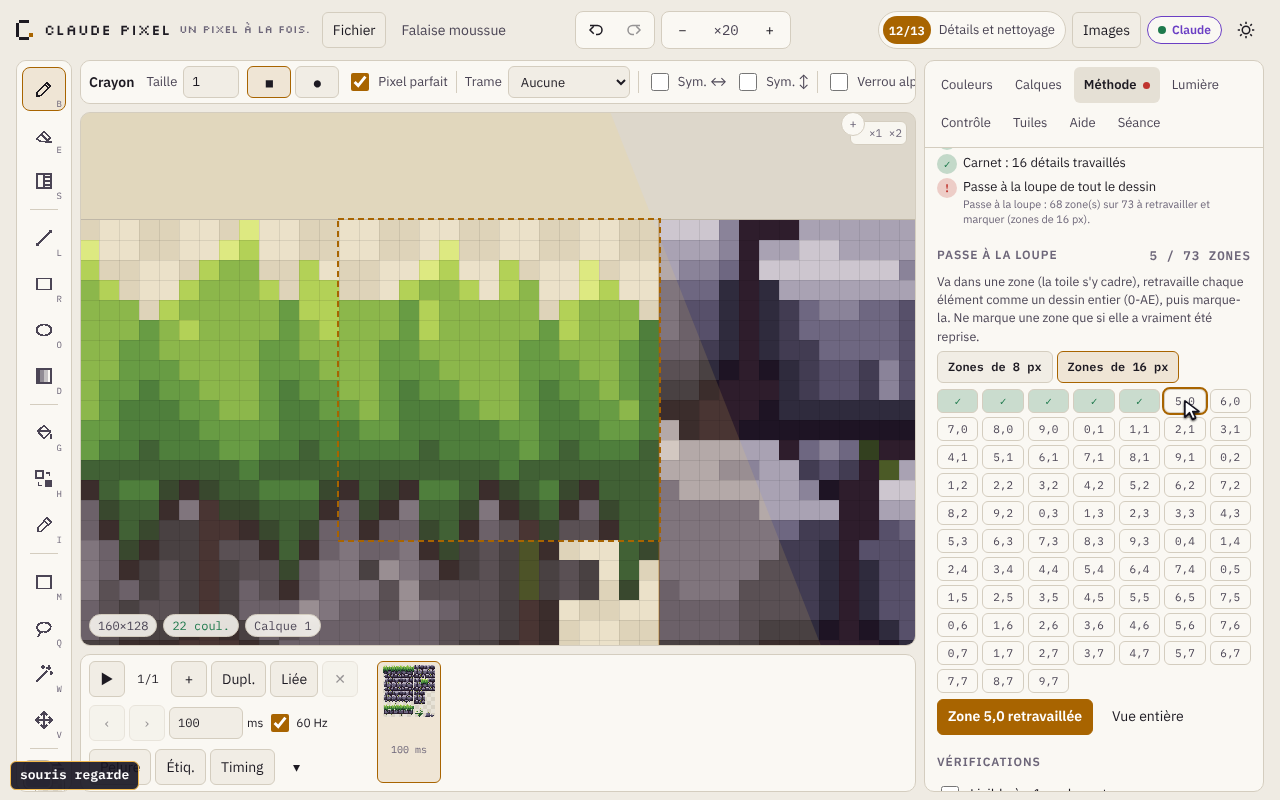 CLAUDE PIXEL UN PIXEL À LA FOIS. Fichier Falaise moussue − ×20 + 12/13 Détails et nettoyage Images Claude
Crayon Taille 1 Pixel parfait Trame Aucune Sym. Sym. Verrou alp
B
E
S
L
R
O
D
G
H
I
M
Q
W
V
+ ×1 ×2
160×128 22 coul. Calque 1
1/1 + Dupl. Liée ✕
‹ › 100 ms 60 Hz
Étiq. Timing ▼
100 ms
souris regarde
Couleurs Calques Méthode Lumière
Contrôle Tuiles Aide Séance
✓ Carnet : 16 détails travaillés
! Passe à la loupe de tout le dessin
Passe à la loupe : 68 zone(s) sur 73 à retravailler et
marquer (zones de 16 px).
PASSE À LA LOUPE 5 / 73 ZONES
Va dans une zone (la toile s'y cadre), retravaille chaque
élément comme un dessin entier (0-AE), puis marque-
la. Ne marque une zone que si elle a vraiment été
reprise.
Zones de 8 px Zones de 16 px
✓ ✓ ✓ ✓ ✓ 5,0 6,0
7,0 8,0 9,0 0,1 1,1 2,1 3,1
4,1 5,1 6,1 7,1 8,1 9,1 0,2
1,2 2,2 3,2 4,2 5,2 6,2 7,2
8,2 9,2 0,3 1,3 2,3 3,3 4,3
5,3 6,3 7,3 8,3 9,3 0,4 1,4
2,4 3,4 4,4 5,4 6,4 7,4 0,5
1,5 2,5 3,5 4,5 5,5 6,5 7,5
0,6 1,6 2,6 3,6 4,6 5,6 7,6
0,7 1,7 2,7 3,7 4,7 5,7 6,7
7,7 8,7 9,7
Zone 5,0 retravaillée Vue entière
VÉRIFICATIONS